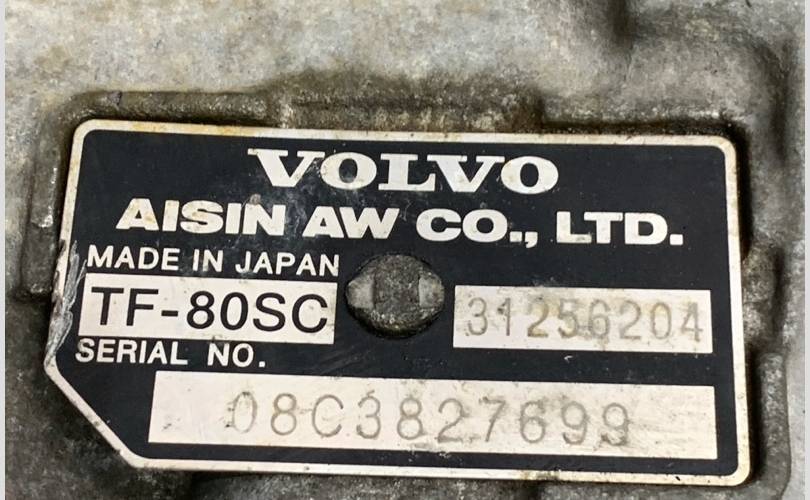 VOLVO
AISIN AW CO., LTD.
MADE IN JAPAN
TF-80SC 31256204
SERIAL NO.
08C3827699